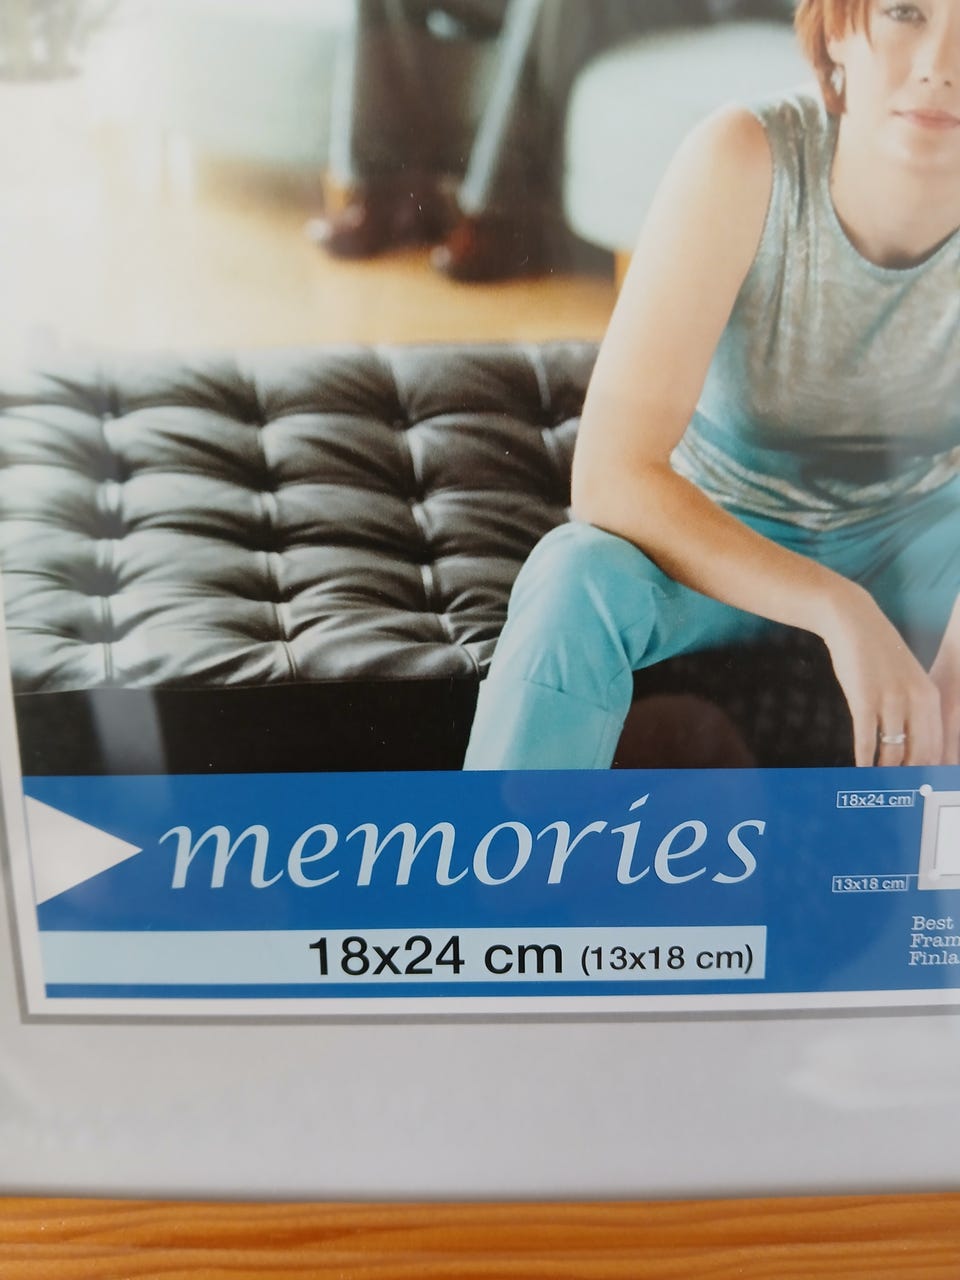 memories
18x24 cm (13x18 cm)
18x24 cm
13x18 cm
Best